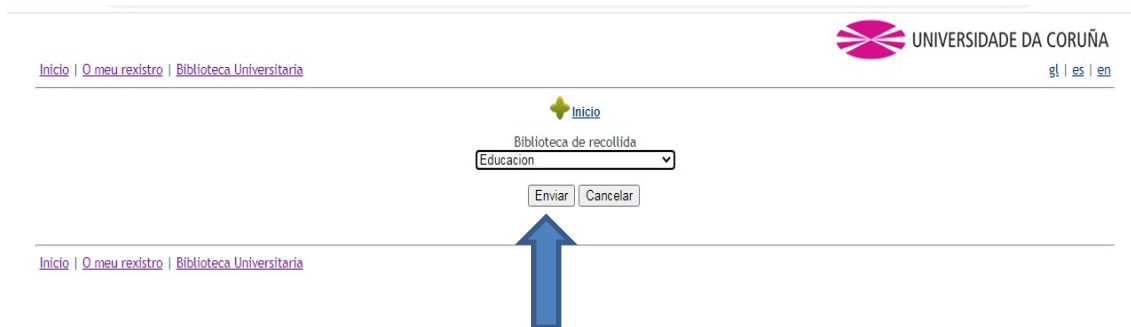 UNIVERSIDADE DA CORUÑA
Inicio | O meu rexistro | Biblioteca Universitaria
gl | es | en
Inicio
Biblioteca de recollida
Educacion
Enviar Cancelar
Inicio | O meu rexistro | Biblioteca Universitaria